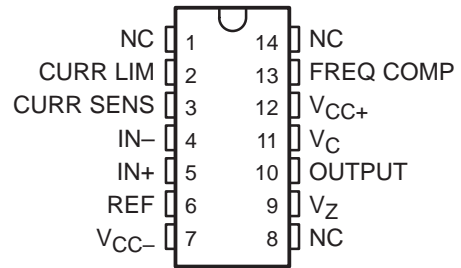 NC 1 14 NC
CURR LIM 2 13 FREQ COMP
CURR SENS 3 12 VCC+
IN– 4 11 VC
IN+ 5 10 OUTPUT
REF 6 9 VZ
VCC– 7 8 NC